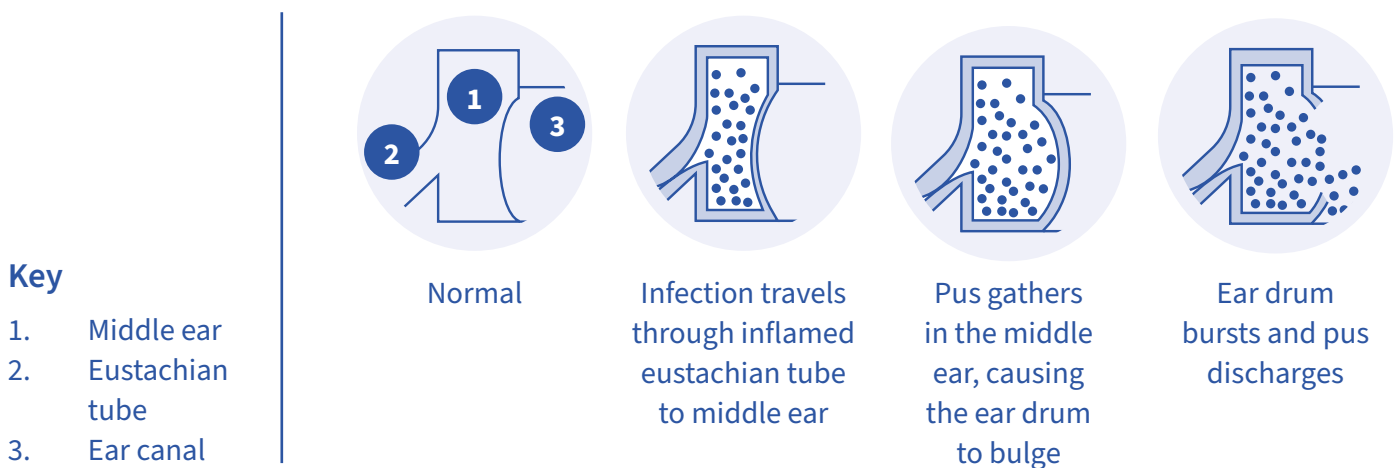 1
2
3
Key
1. Middle ear
2. Eustachian
tube
3. Ear canal
Normal
Infection travels
through inflamed
eustachian tube
to middle ear
Pus gathers
in the middle
ear, causing
the ear drum
to bulge
Ear drum
bursts and pus
discharges